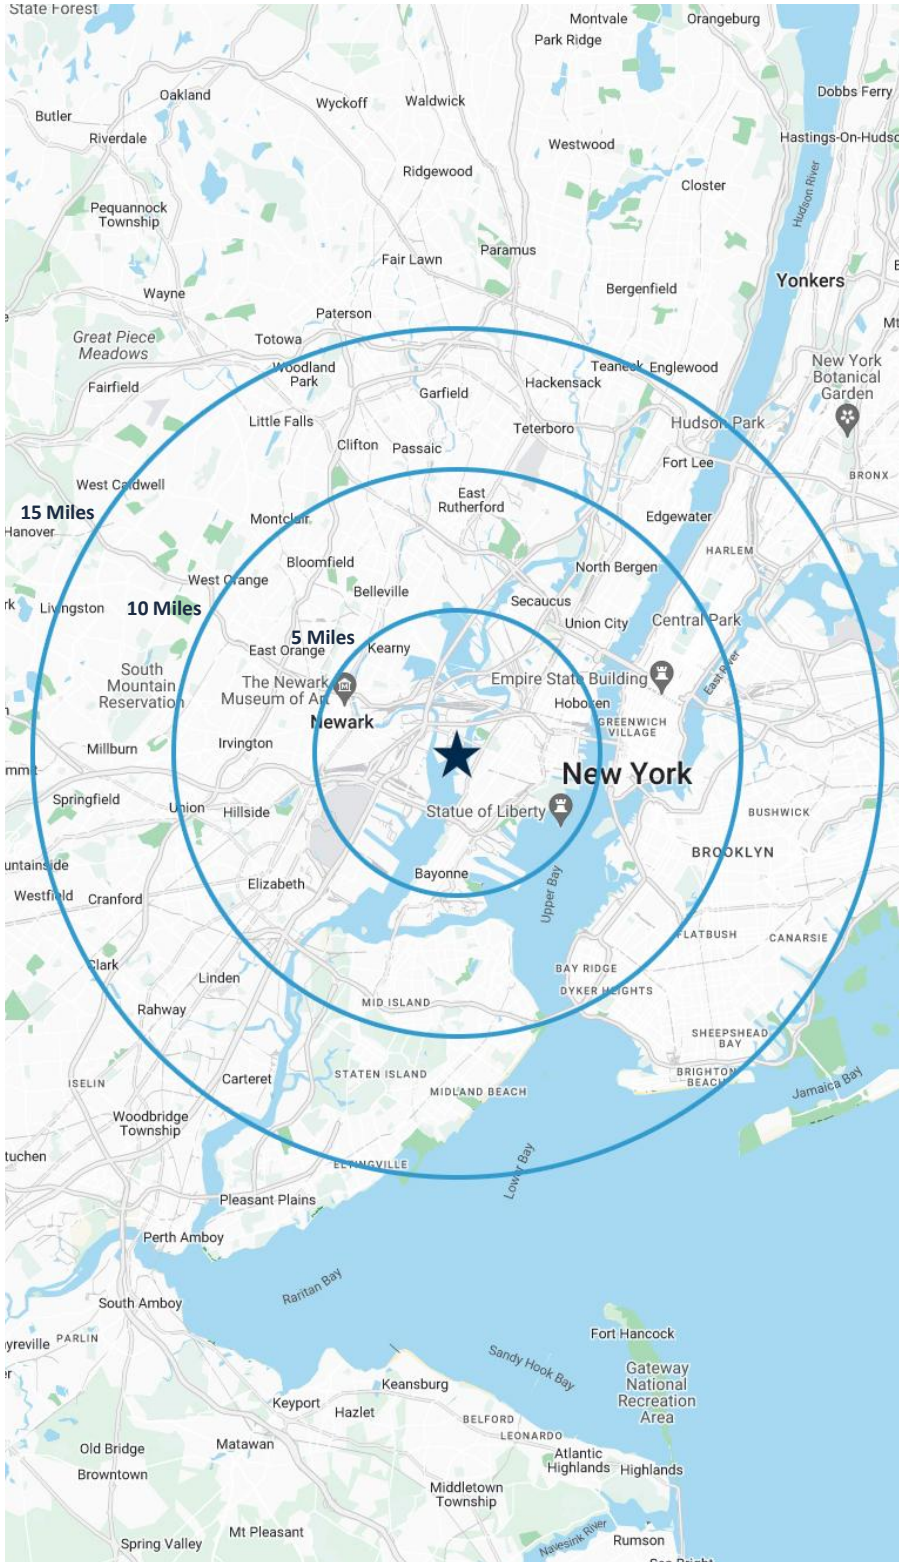 State Forest
Montvale
Orangeburg
Park Ridge
Dobbs Ferry
Oakland
Wyckoff
Waldwick
Butler
Riverdale
Hastings-On-Hudso
Westwood
Ridgewood
Closter
Hudson River
Pequannock
Township
Paramus
Fair Lawn
Yonkers
Bergenfield
Wayne
Paterson
Mt
Great Piece
Meadows
Totowa
Woodland
Park
Teaneck
Englewood
New York
Botanical
Garden
Fairfield
Hackensack
Garfield
Little Falls
Teterboro
Hudson Park
Clifton
Passaic
Fort Lee
BRONX
West Caldwell
East
Rutherford
15 Miles
Hanover
Montclair
Edgewater
HARLEM
Bloomfield
North Bergen
West Orange
Belleville
rk
Livingston
10 Miles
Secaucus
Union City
Central Park
5 Miles
East Orange
Kearny
South
Mountain
Reservation
The Newark
Museum of Art
Empire State Building
East River
Hoboken
Newark
GREENWICH
VILLAGE
Millburn
Irvington
mmit
New York
Springfield
Union
Hillside
Statue of Liberty
BUSHWICK
BROOKLYN
untainside
Bayonne
Elizabeth
Westfield
Cranford
Upper Bay
FLATBUSH
CANARSIE
Clark
Linden
BAY RIDGE
DYKER HEIGHTS
MID ISLAND
Rahway
SHEEPSHEAD
BAY
Carteret
STATEN ISLAND
BRIGHTON
BEACH
ISELIN
MIDLAND BEACH
Jamaica Bay
Woodbridge
Township
tuchen
ELTINGVILLE
Lower Bay
Pleasant Plains
Perth Amboy
Raritan Bay
South Amboy
yreville
PARLIN
Fort Hancock
er
Sandy Hook Bay
Gateway
National
Recreation
Area
Keansburg
Keyport
Hazlet
BELFORD
LEONARDO
Old Bridge
Matawan
Atlantic
Highlands
Highlands
Browntown
Middletown
Township
Mt Pleasant
Spring Valley
Navesink River
Rumson